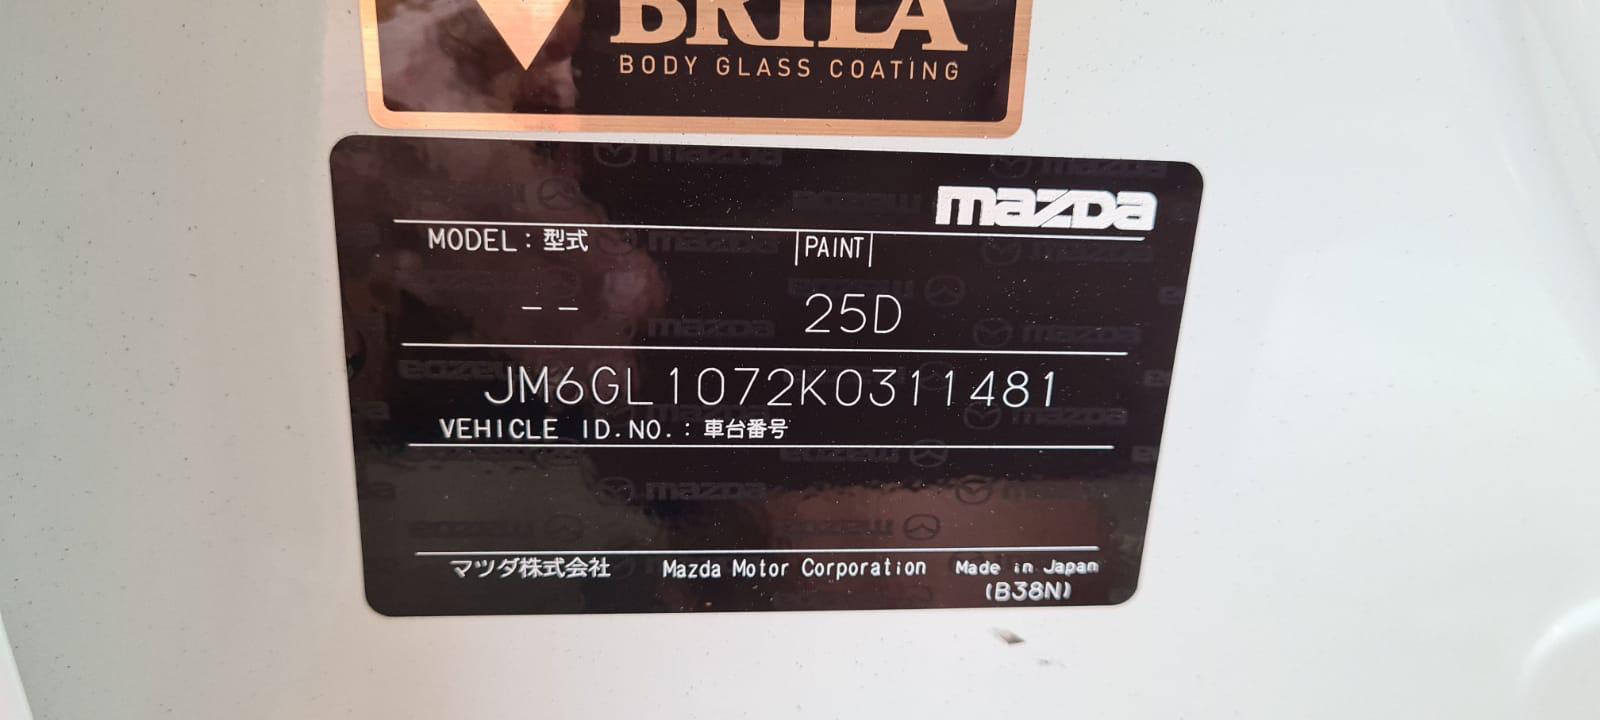 BRILA
BODY GLASS COATING
mazda
MODEL : 型式 |PAINT|
-- 25D
JM6GL1072K0311481
VEHICLE ID.NO. : 車台番号
マツダ株式会社 Mazda Motor Corporation Made in Japan
(B38N)